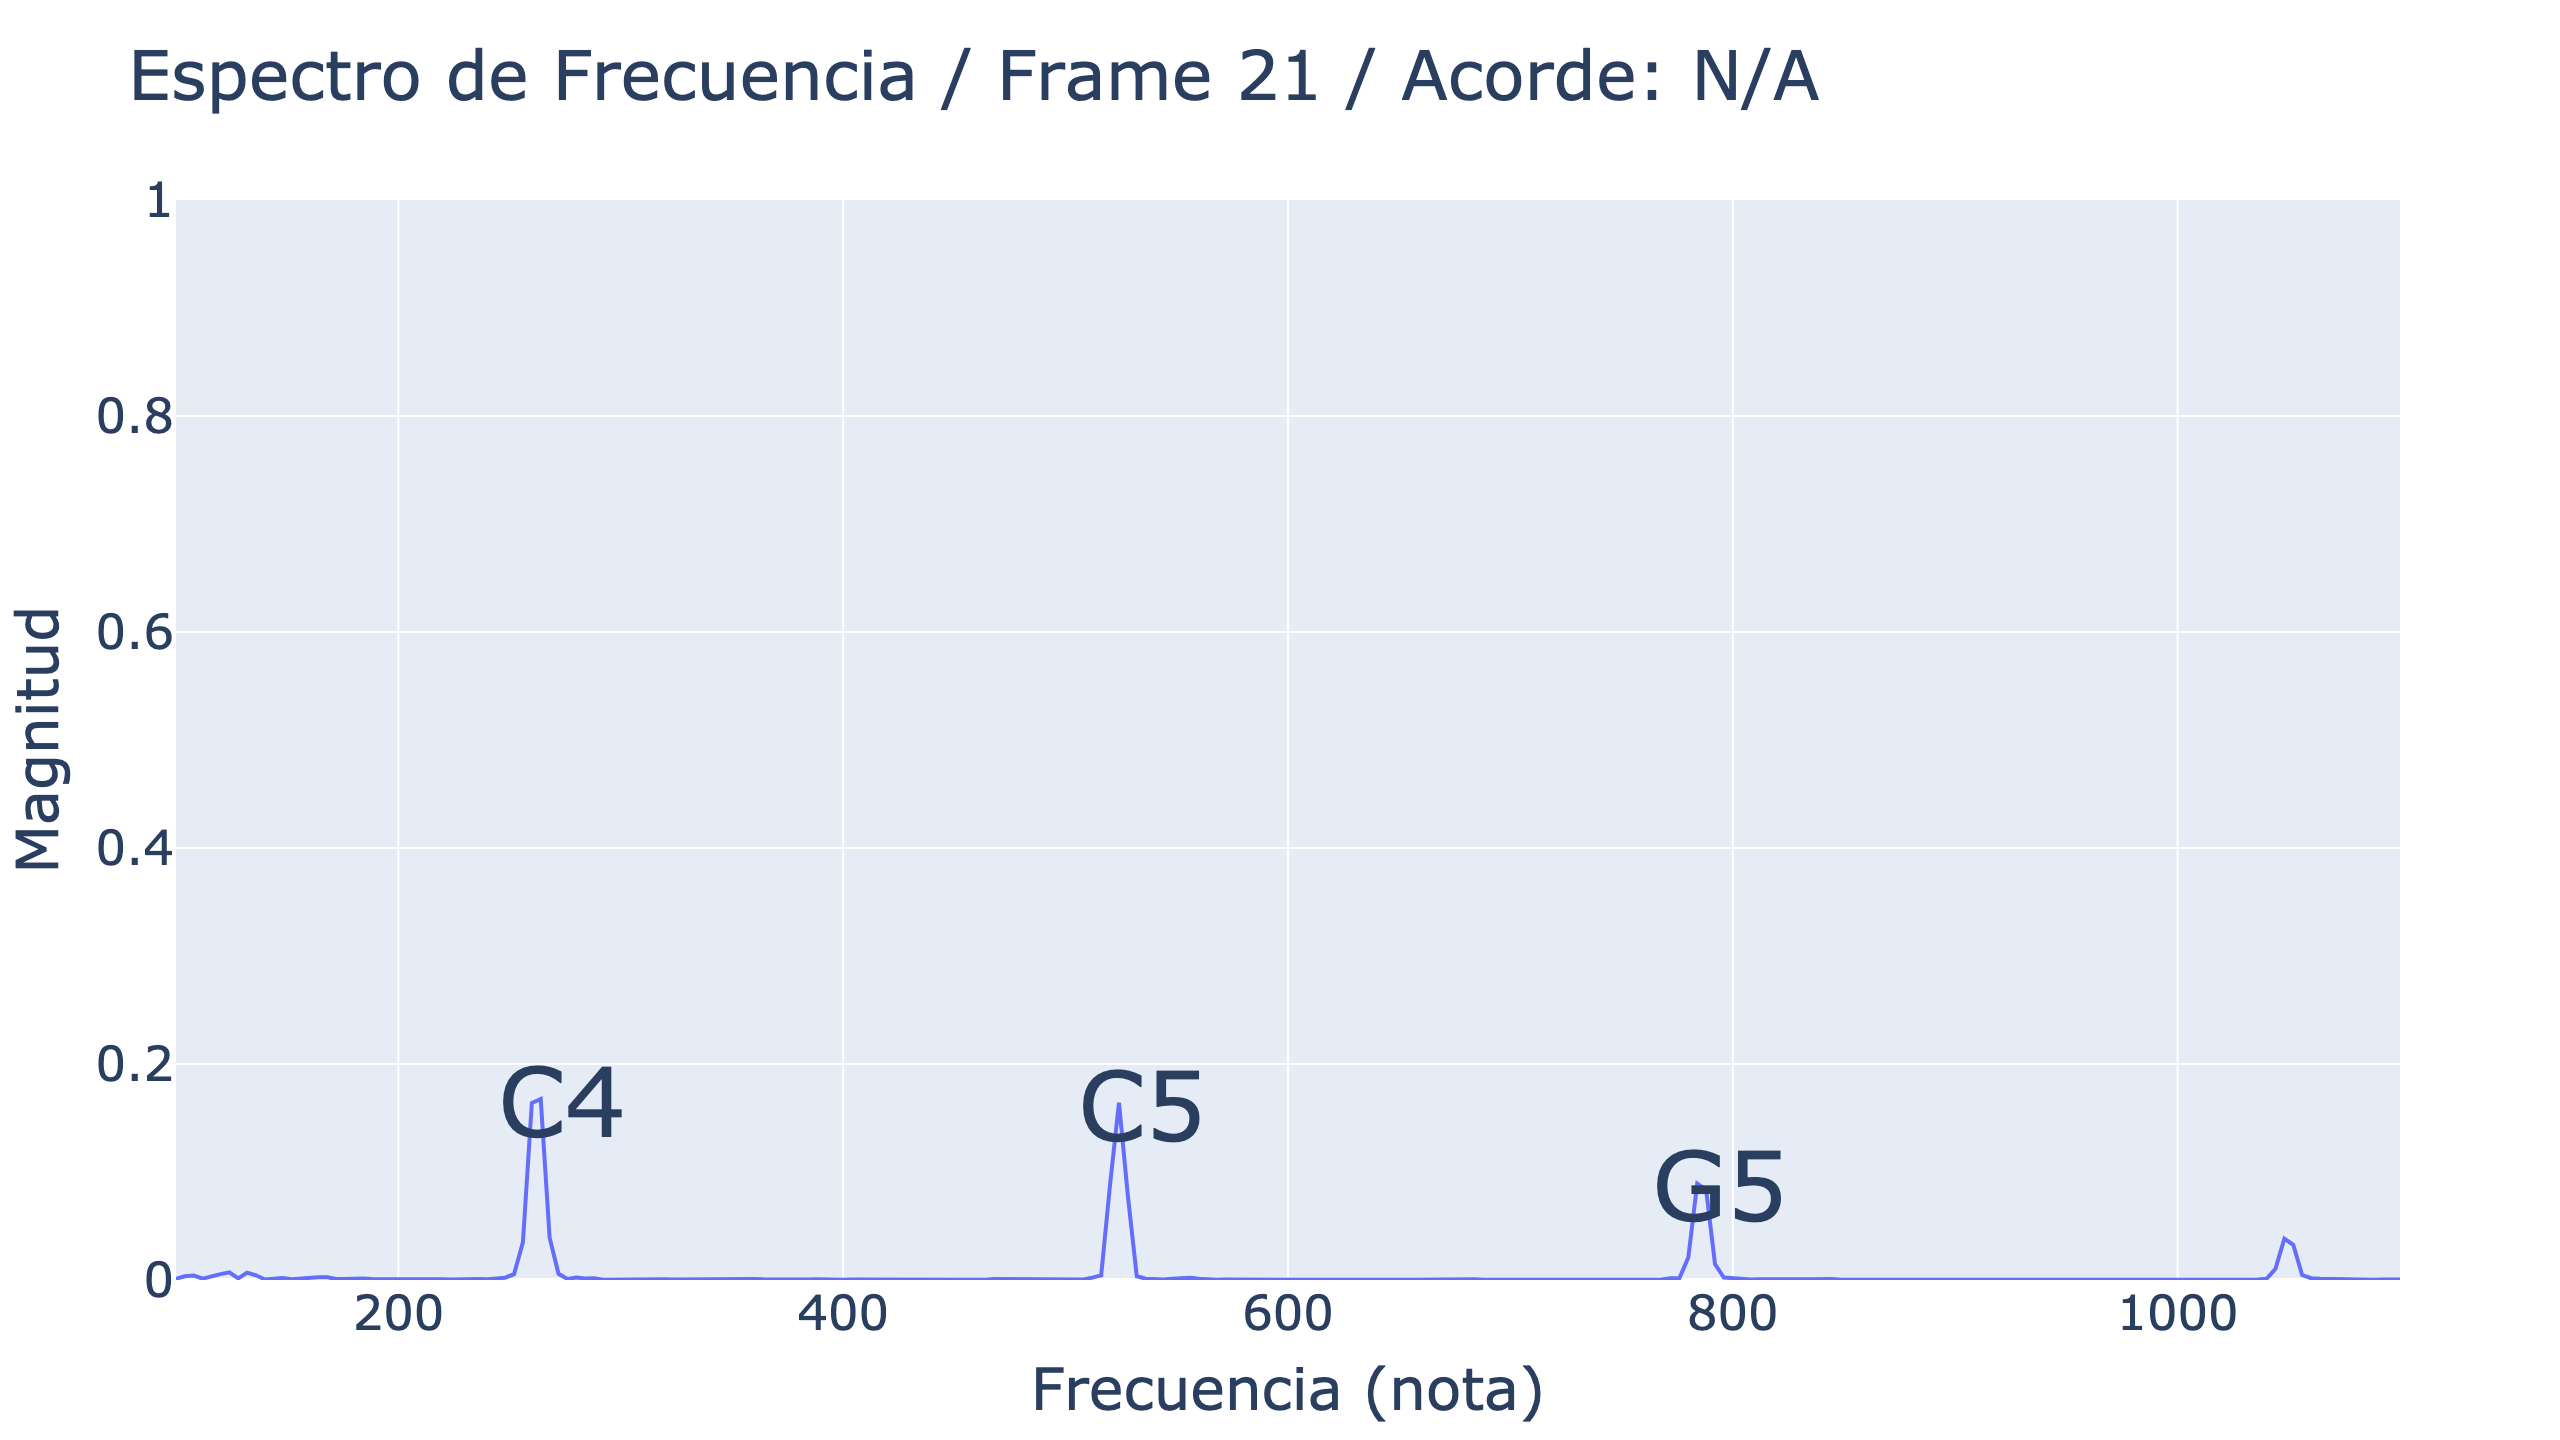 Espectro de Frecuencia / Frame 21 / Acorde: N/A
1
0.8
0.6
0.4
0.2
0
Magnitud
C4
C5
G5
200
400
600
800
1000
Frecuencia (nota)